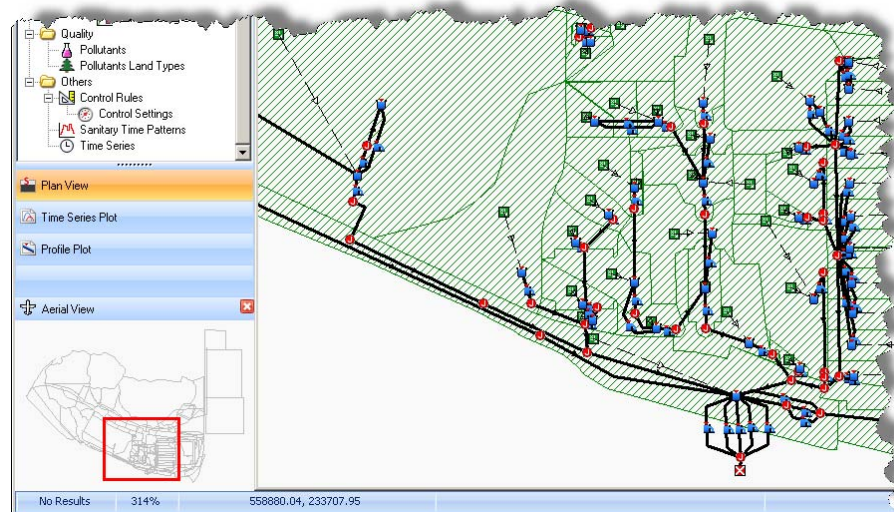 Quality
Pollutants
Pollutants Land Types
Others
Control Rules
Control Settings
Sanitary Time Patterns
Time Series
Plan View
Time Series Plot
Profile Plot
Aerial View
No Results 314% 558880.04, 233707.95